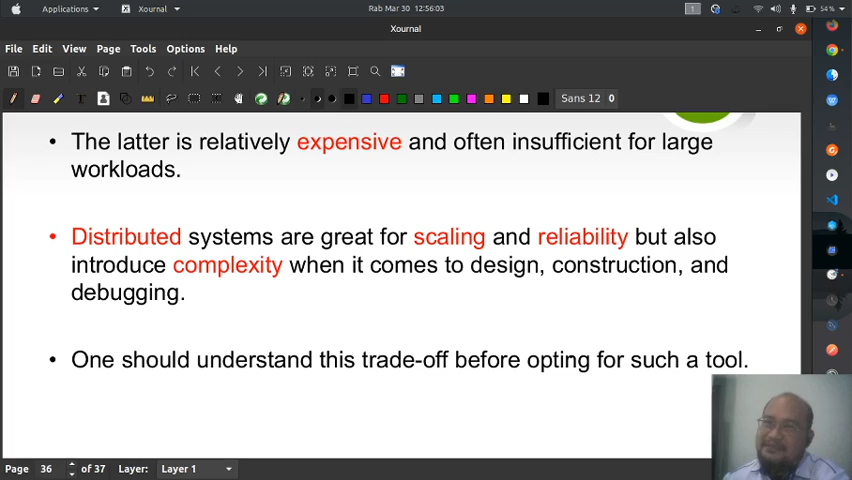 Applications Xournal Rab Mar 30 12:56:03 1 54 %
Xournal
File Edit View Page Tools Options Help
Sans 12 0
• The latter is relatively expensive and often insufficient for large
workloads.
• Distributed systems are great for scaling and reliability but also
introduce complexity when it comes to design, construction, and
debugging.
• One should understand this trade-off before opting for such a tool.
Page 36 of 37 Layer: Layer 1